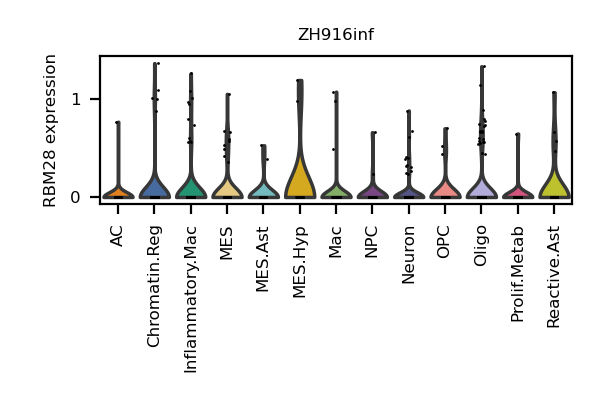 ZH916inf
RBM28 expression
1
0
AC
Chromatin.Reg
Inflammatory.Mac
MES
MES.Ast
MES.Hyp
Mac
NPC
Neuron
OPC
Oligo
Prolif.Metab
Reactive.Ast